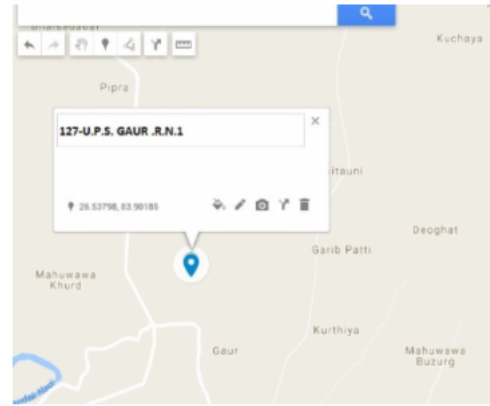 Kuchaya
Pipra
127-U.P.S. GAUR .R.N.1
itauni
26.53798, 83.90185
Deoghat
Garib Patti
Mahuwawa
Khurd
Kurthiya
Gaur
Mahuwawa
Buzurg